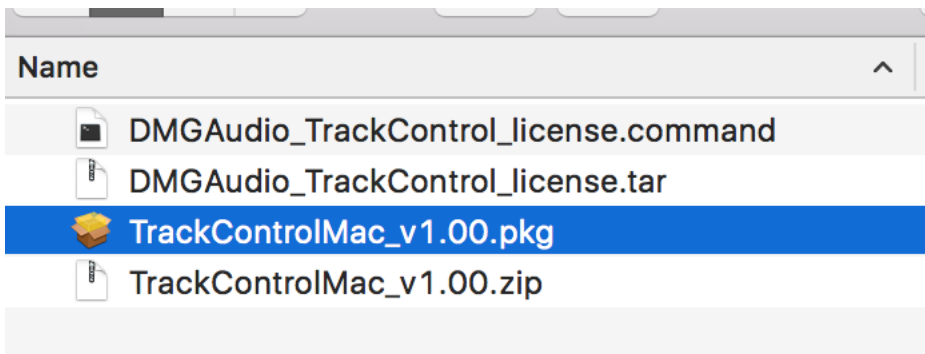 Name
DMGAudio_TrackControl_license.command
DMGAudio_TrackControl_license.tar
TrackControlMac_v1.00.pkg
TrackControlMac_v1.00.zip